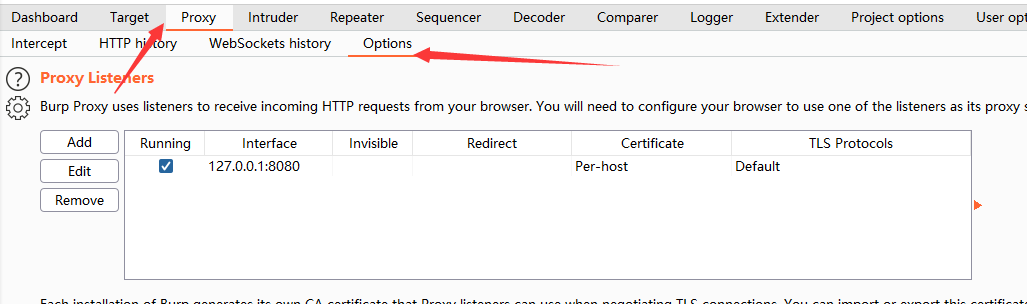 Dashboard Target Proxy Intruder Repeater Sequencer Decoder Comparer Logger Extender Project options User opt
Intercept HTTP history WebSockets history Options
Proxy Listeners
Burp Proxy uses listeners to receive incoming HTTP requests from your browser. You will need to configure your browser to use one of the listeners as its proxy s
Add Running Interface Invisible Redirect Certificate TLS Protocols
127.0.0.1:8080 Per-host Default
Edit
Remove
Each installation of Burp generates its own CA certificate that Proxy listeners can use when negotiating TLS connections. You can import or export this certificat